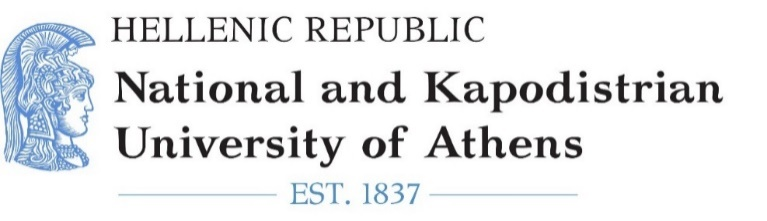 HELLENIC REPUBLIC
National and Kapodistrian
University of Athens
EST. 1837